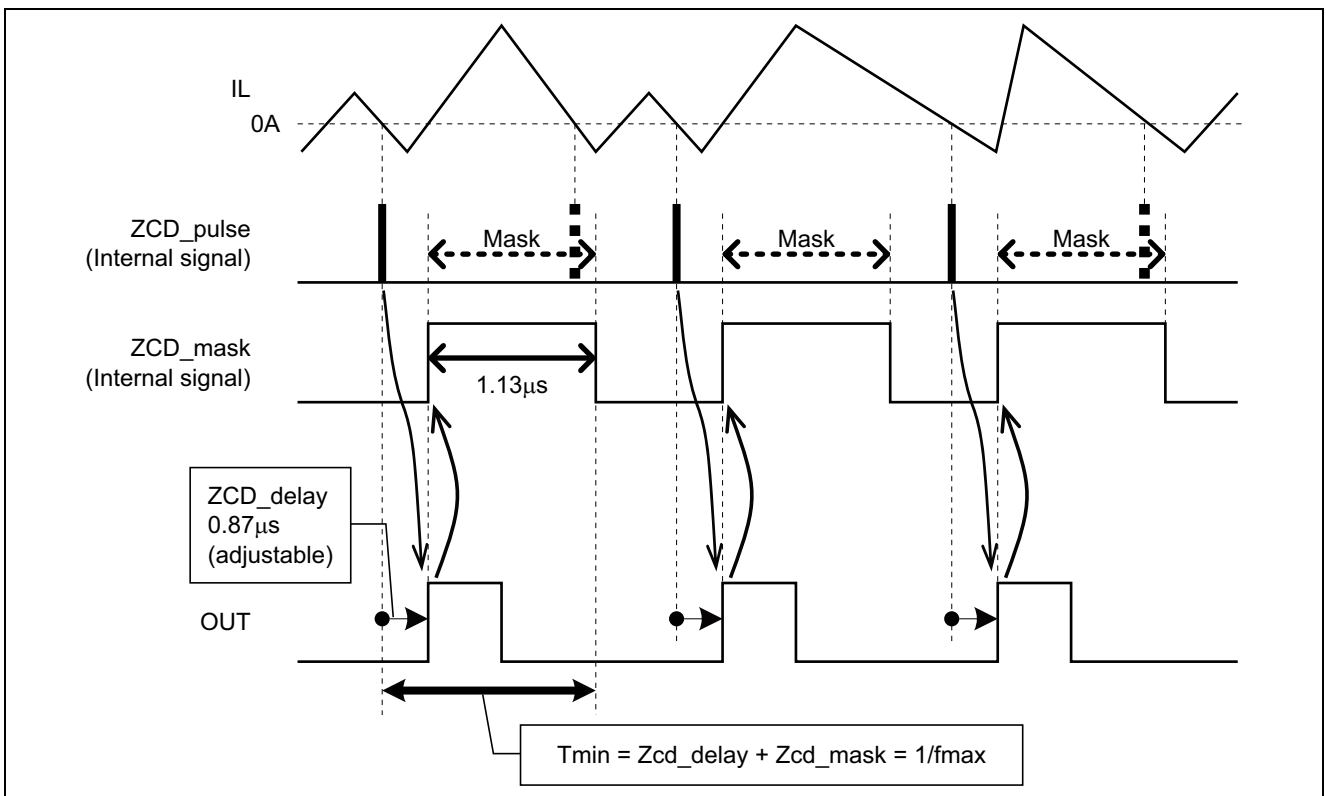 IL
0A
ZCD_pulse
(Internal signal)
Mask
Mask
Mask
ZCD_mask
(Internal signal)
1.13μs
ZCD_delay
0.87μs
(adjustable)
OUT
Tmin = Zcd_delay + Zcd_mask = 1/fmax